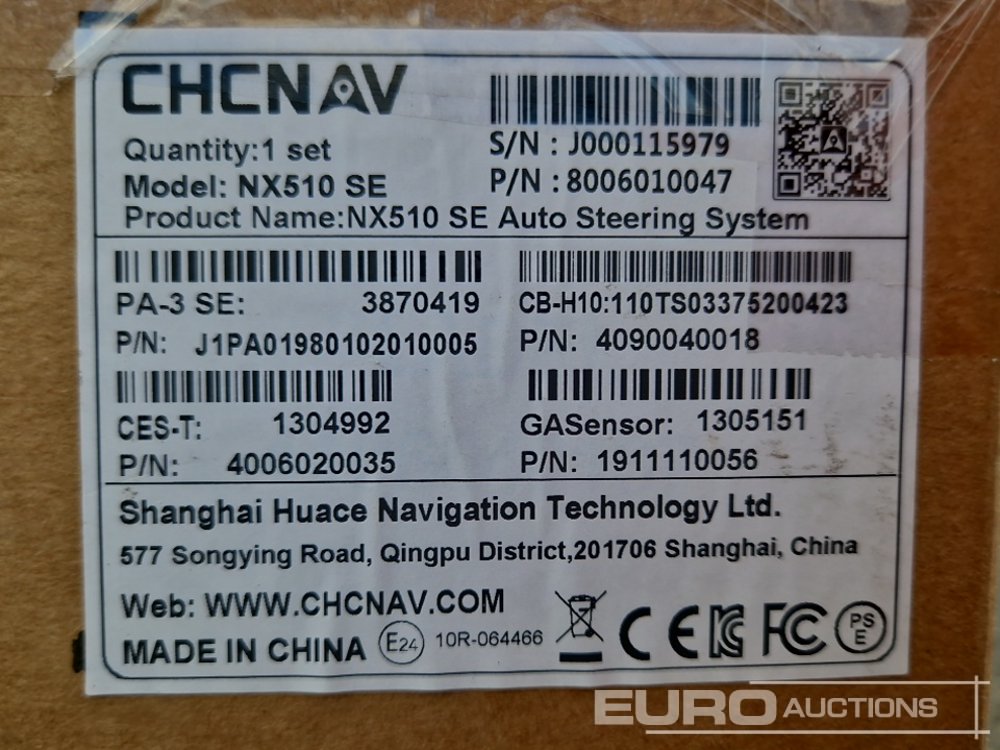 CHCNAV
Quantity:1 set
Model: NX510 SE
S/N : J000115979
P/N : 8006010047
Product Name:NX510 SE Auto Steering System
PA-3 SE: 3870419
P/N: J1PA01980102010005
CB-H10:110TS03375200423
P/N: 4090040018
CES-T: 1304992
P/N: 4006020035
GASensor: 1305151
P/N: 1911110056
Shanghai Huace Navigation Technology Ltd.
577 Songying Road, Qingpu District,201706 Shanghai, China
Web: WWW.CHCNAV.COM
MADE IN CHINA E24 10R-064466 CE FC PS E
EURO AUCTIONS